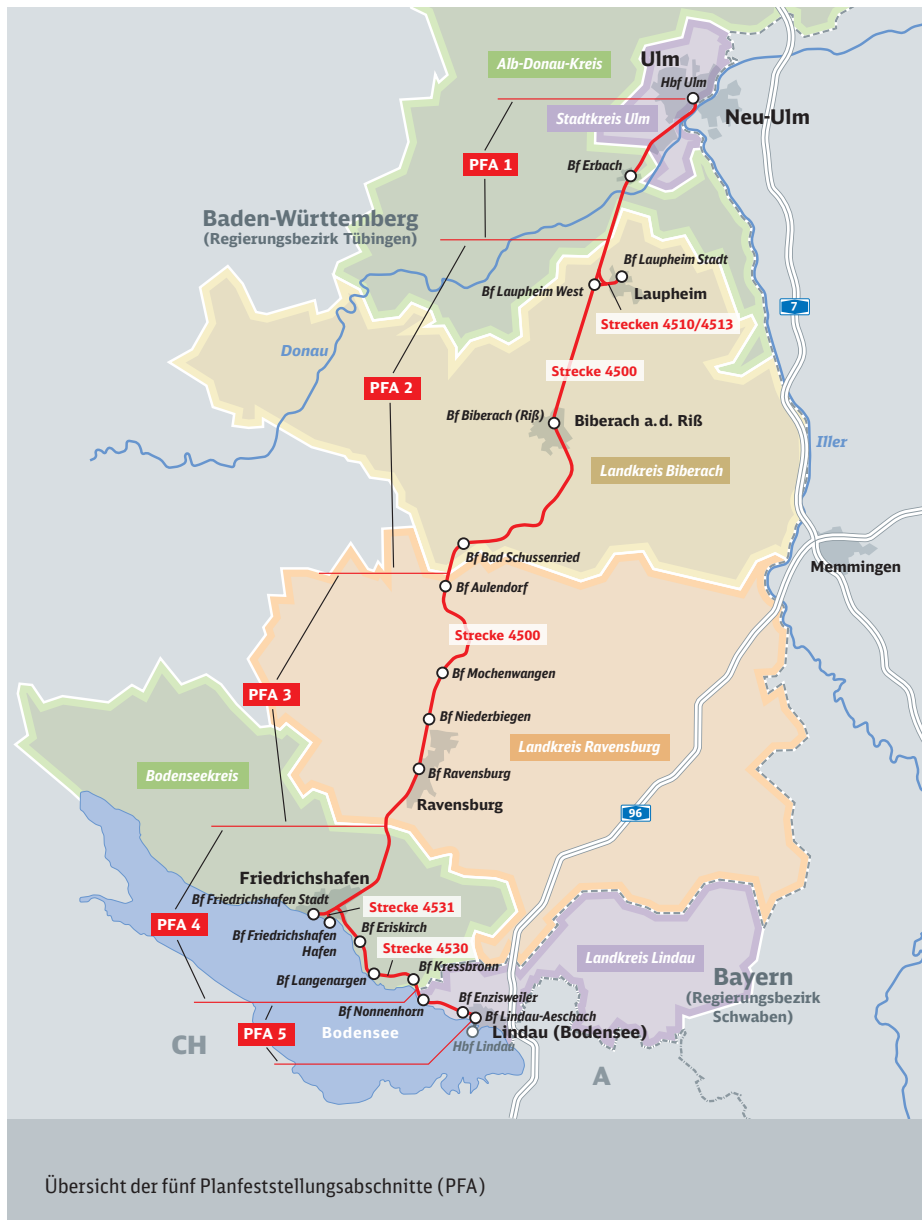 Alb-Donau-Kreis
Ulm
Hbf Ulm
Stadtkreis Ulm
Neu-Ulm
PFA 1
Bf Erbach
Baden-Württemberg
(Regierungsbezirk Tübingen)
Bf Laupheim Stadt
Bf Laupheim West
Laupheim
7
Strecken 4510/4513
Donau
Strecke 4500
PFA 2
Bf Biberach (Riß)
Biberach a. d. Riß
Iller
Landkreis Biberach
Bf Bad Schussenried
Memmingen
Bf Aulendorf
Strecke 4500
Bf Mochenwangen
PFA 3
Bf Niederbiegen
Landkreis Ravensburg
Bodenseekreis
Bf Ravensburg
Ravensburg
96
Friedrichshafen
Bf Friedrichshafen Stadt
Strecke 4531
PFA 4
Bf Friedrichshafen
Hafen
Bf Eriskirch
Strecke 4530
Landkreis Lindau
Bf Kressbronn
Bf Langenargen
Bayern
(Regierungsbezirk
Schwaben)
Bf Nonnenhorn
Bf Enzisweiler
Bf Lindau-Aeschach
PFA 5
Bodensee
Lindau (Bodensee)
CH
Hbf Lindau
A
Übersicht der fünf Planfeststellungsabschnitte (PFA)